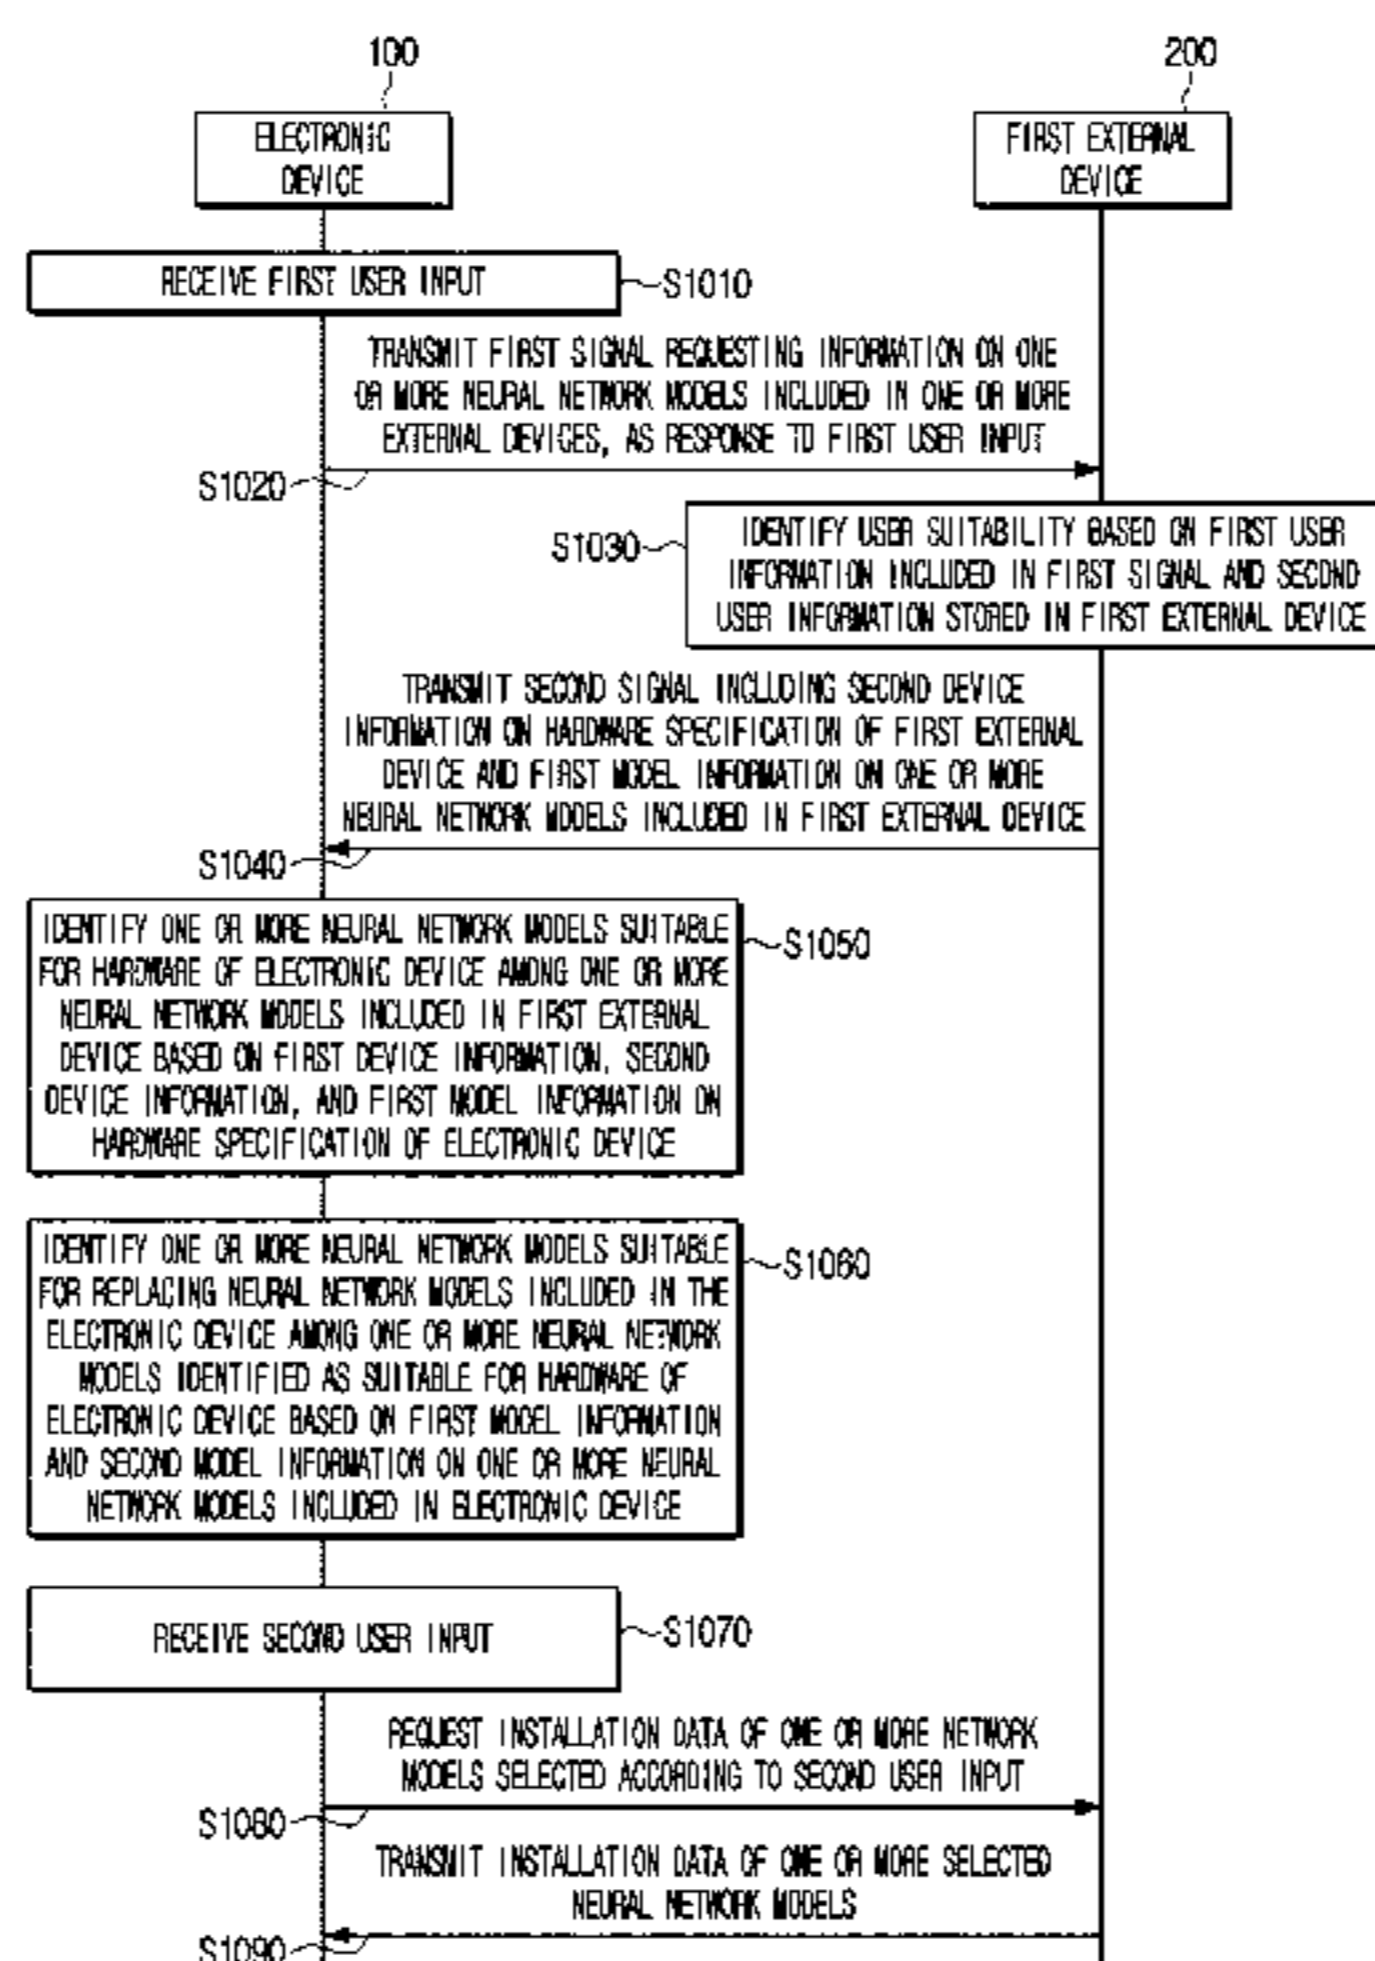 100
200
ELECTRONIC
DEVICE
FIRST EXTERNAL
DEVICE
RECEIVE FIRST USER INPUT
S1010
TRANSMIT FIRST SIGNAL REQUESTING INFORMATION ON ONE
OR MORE NEURAL NETWORK MODELS INCLUDED IN ONE OR MORE
EXTERNAL DEVICES, AS RESPONSE TO FIRST USER INPUT
S1020
S1030
IDENTIFY USER SUITABILITY BASED ON FIRST USER
INFORMATION INCLUDED IN FIRST SIGNAL AND SECOND
USER INFORMATION STORED IN FIRST EXTERNAL DEVICE
TRANSMIT SECOND SIGNAL INCLUDING SECOND DEVICE
INFORMATION ON HARDWARE SPECIFICATION OF FIRST EXTERNAL
DEVICE AND FIRST MODEL INFORMATION ON ONE OR MORE
NEURAL NETWORK MODELS INCLUDED IN FIRST EXTERNAL DEVICE
S1040
IDENTIFY ONE OR MORE NEURAL NETWORK MODELS SUITABLE
FOR HARDWARE OF ELECTRONIC DEVICE AMONG ONE OR MORE
NEURAL NETWORK MODELS INCLUDED IN FIRST EXTERNAL
DEVICE BASED ON FIRST DEVICE INFORMATION, SECOND
DEVICE INFORMATION, AND FIRST MODEL INFORMATION ON
HARDWARE SPECIFICATION OF ELECTRONIC DEVICE
S1050
IDENTIFY ONE OR MORE NEURAL NETWORK MODELS SUITABLE
FOR REPLACING NEURAL NETWORK MODELS INCLUDED IN THE
ELECTRONIC DEVICE AMONG ONE OR MORE NEURAL NETWORK
MODELS IDENTIFIED AS SUITABLE FOR HARDWARE OF
ELECTRONIC DEVICE BASED ON FIRST MODEL INFORMATION
AND SECOND MODEL INFORMATION ON ONE OR MORE NEURAL
NETWORK MODELS INCLUDED IN ELECTRONIC DEVICE
S1060
RECEIVE SECOND USER INPUT
S1070
REQUEST INSTALLATION DATA OF ONE OR MORE NETWORK
MODELS SELECTED ACCORDING TO SECOND USER INPUT
S1080
TRANSMIT INSTALLATION DATA OF ONE OR MORE SELECTED
NEURAL NETWORK MODELS
S1090